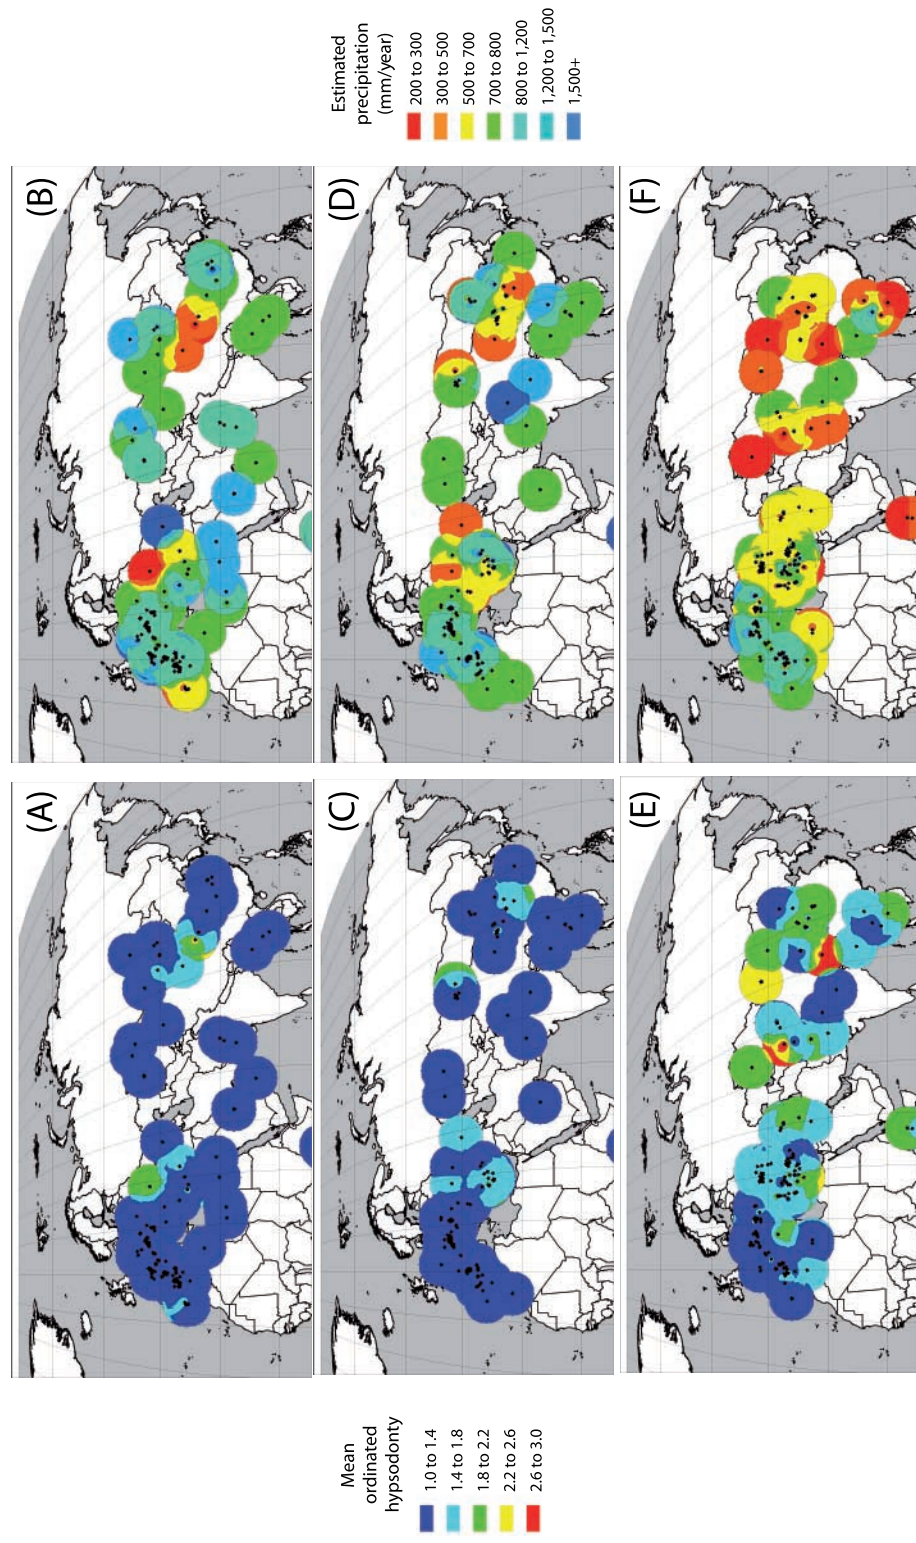 (A)
(B)
(C)
(D)
(E)
(F)
Mean
ordinated
hypsodonty
1.0 to 1.4
1.4 to 1.8
1.8 to 2.2
2.2 to 2.6
2.6 to 3.0
Estimated
precipitation
(mm/year)
200 to 300
300 to 500
500 to 700
700 to 800
800 to 1,200
1,200 to 1,500
1,500+